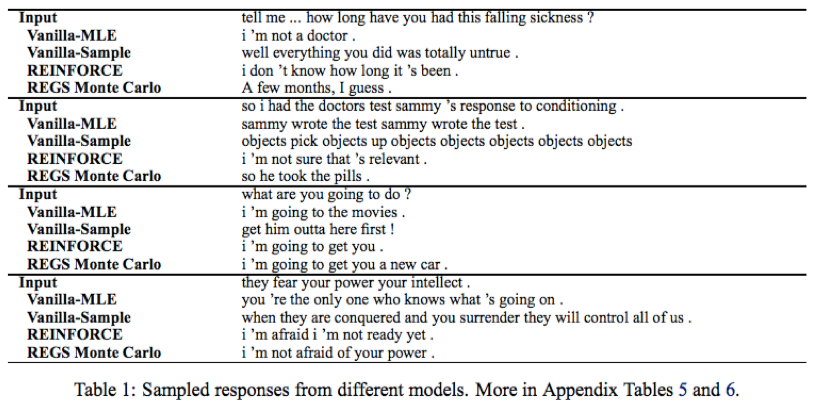 Input tell me ... how long have you had this falling sickness ?
Vanilla-MLE i 'm not a doctor .
Vanilla-Sample well everything you did was totally untrue .
REINFORCE i don 't know how long it 's been .
REGS Monte Carlo A few months, I guess .
Input so i had the doctors test sammy 's response to conditioning .
Vanilla-MLE sammy wrote the test sammy wrote the test .
Vanilla-Sample objects pick objects up objects objects objects objects objects
REINFORCE i 'm not sure that 's relevant .
REGS Monte Carlo so he took the pills .
Input what are you going to do ?
Vanilla-MLE i 'm going to the movies .
Vanilla-Sample get him outta here first !
REINFORCE i 'm going to get you .
REGS Monte Carlo i 'm going to get you a new car .
Input they fear your power your intellect .
Vanilla-MLE you 're the only one who knows what 's going on .
Vanilla-Sample when they are conquered and you surrender they will control all of us .
REINFORCE i 'm afraid i 'm not ready yet .
REGS Monte Carlo i 'm not afraid of your power .
Table 1: Sampled responses from different models. More in Appendix Tables 5 and 6.